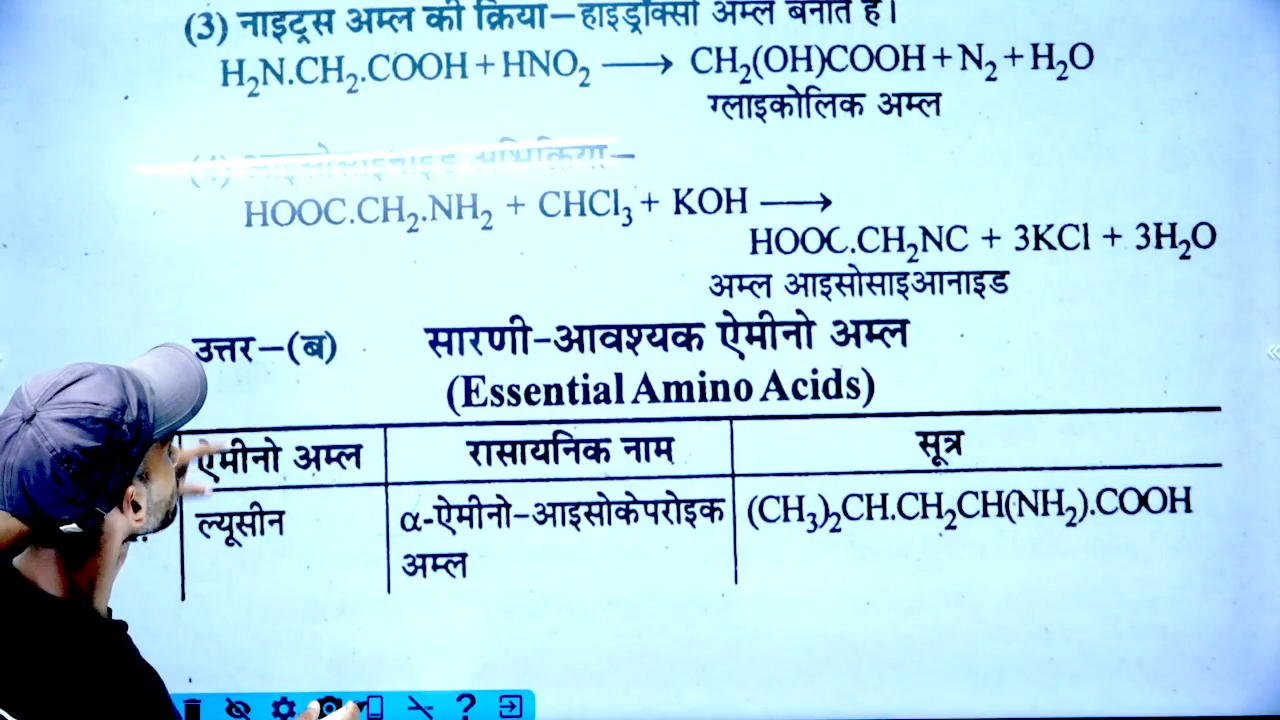 (3) नाइट्रस अम्ल की क्रिया–हाइड्रॉक्सी अम्ल बनाते हैं।
H₂N.CH₂.COOH + HNO₂ ⟶ CH₂(OH)COOH + N₂ + H₂O
ग्लाइकोलिक अम्ल
(4) अभिक्रिया–
HOOC.CH₂.NH₂ + CHCl₃ + KOH ⟶
HOOC.CH₂NC + 3KCl + 3H₂O
अम्ल आइसोसाइआनाइड
उत्तर–(ब) सारणी–आवश्यक ऐमीनो अम्ल
(Essential Amino Acids)
ऐमीनो अम्ल रासायनिक नाम सूत्र
ल्यूसीन α-ऐमीनो-आइसोकेपरोइक (CH₃)₂CH.CH₂CH(NH₂).COOH
अम्ल